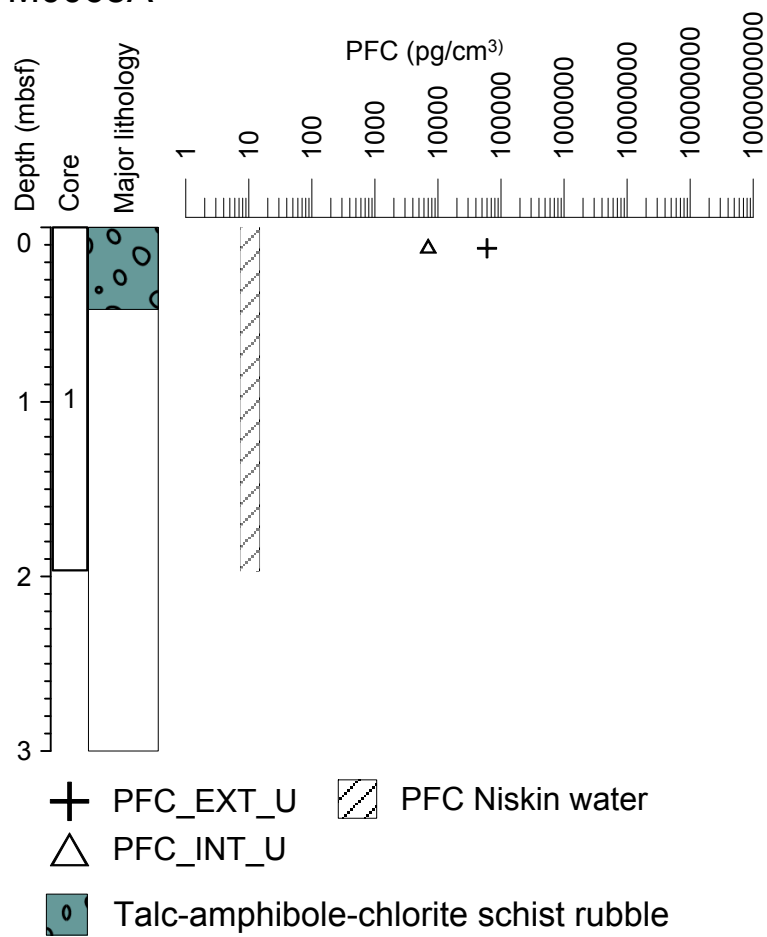 PFC (pg/cm³⁾
Depth (mbsf)
Core
Major lithology
1
10
100
1000
10000
100000
1000000
10000000
100000000
1000000000
0
1
2
3
1
PFC_EXT_U
PFC Niskin water
PFC_INT_U
Talc-amphibole-chlorite schist rubble